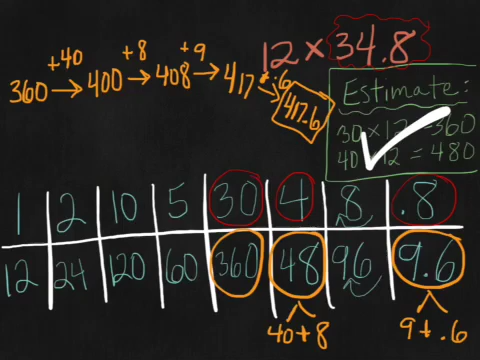 +40 +8 +9
12 × 34.8
360 → 400 → 408 → 417 +.6 → 417.6
Estimate:
30 × 12 = 360
40 × 12 = 480
1 2 10 5 30 4 8 .8
12 24 120 60 360 48 96 9.6
40+8 9+.6